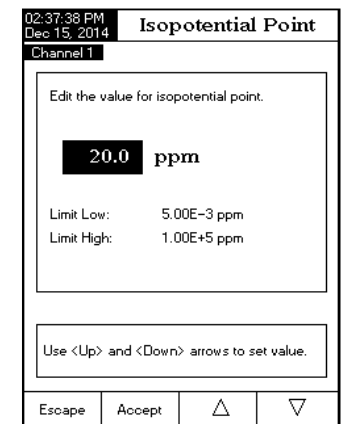 02:37:38 PM
Dec 15, 2014
Isopotential Point
Channel 1
Edit the value for isopotential point.
20.0 ppm
Limit Low: 5.00E-3 ppm
Limit High: 1.00E+5 ppm
Use <Up> and <Down> arrows to set value.
Escape Accept △ ▽